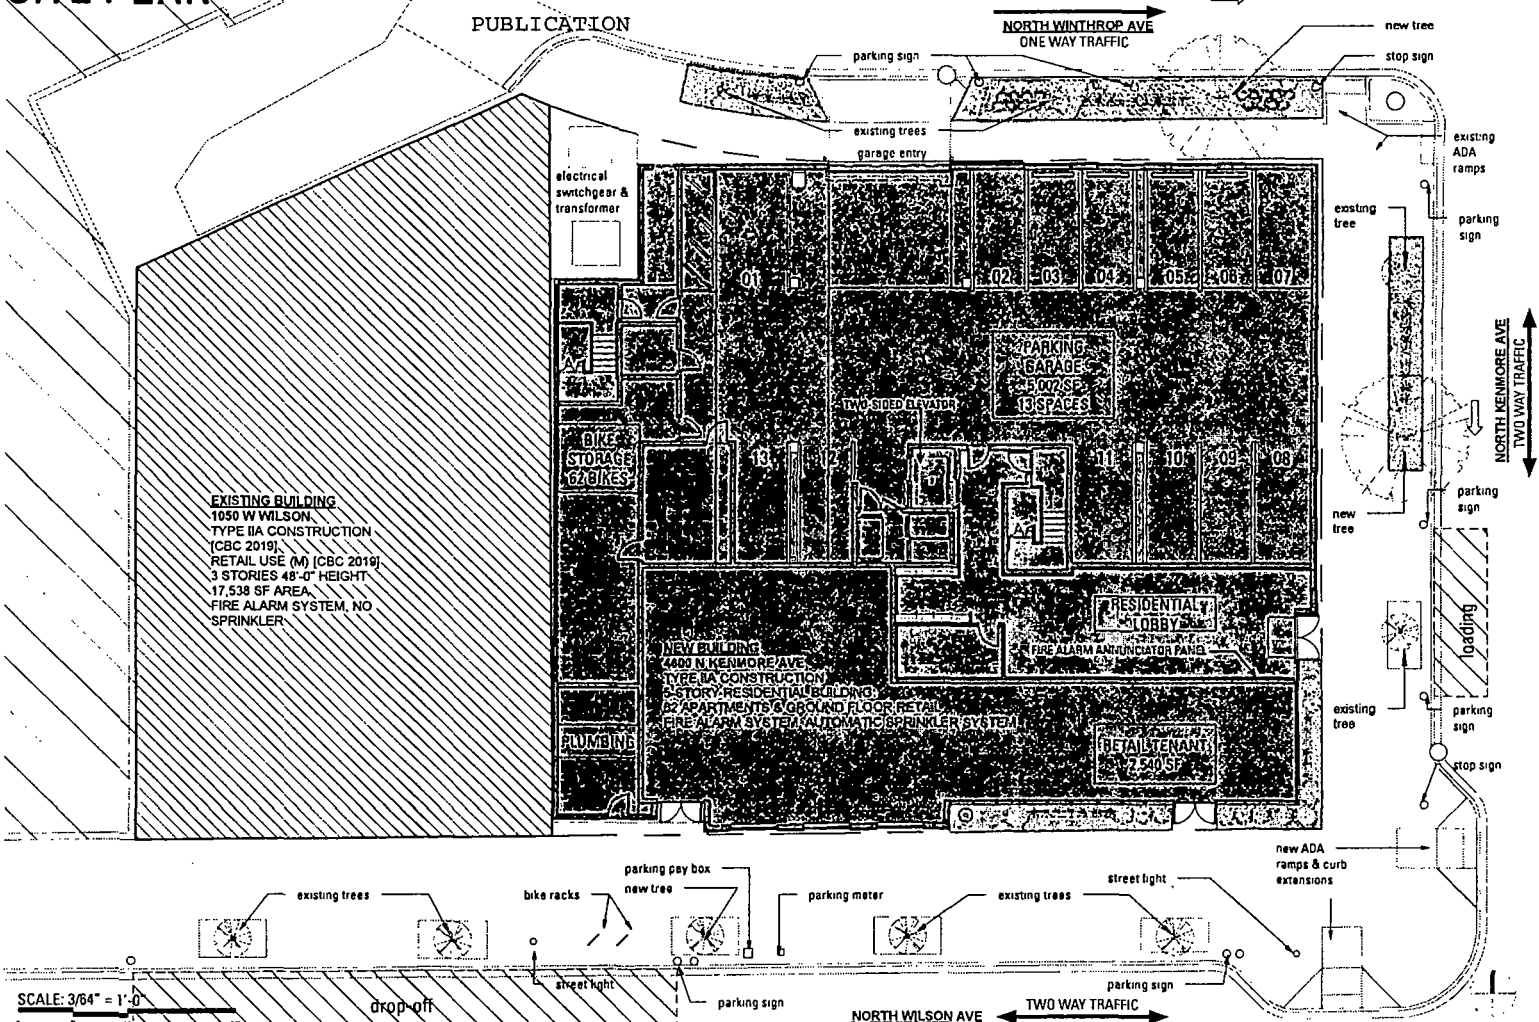 PUBLICATION
NORTH WINTHROP AVE
ONE WAY TRAFFIC
new tree
parking sign
stop sign
existing trees
garage entry
existing
ADA
ramps
electrical
switchgear &
transformer
existing
tree
parking
sign
01
02
03
04
05
06
07
PARKING
GARAGE
5,002 SF
13 SPACES
NORTH KENMORE AVE
TWO WAY TRAFFIC
TWO-SIDED ELEVATOR
BIKE
STORAGE
62 BIKES
13
12
11
10
09
08
EXISTING BUILDING
1050 W WILSON,
TYPE IIA CONSTRUCTION
[CBC 2019],
RETAIL USE (M) [CBC 2019]
3 STORIES 48'-0" HEIGHT
17,538 SF AREA,
FIRE ALARM SYSTEM, NO
SPRINKLER
new
tree
parking
sign
loading
RESIDENTIAL
LOBBY
FIRE ALARM ANNUNCIATOR PANEL
NEW BUILDING
4600 N KENMORE AVE
TYPE IIA CONSTRUCTION
5-STORY RESIDENTIAL BUILDING,
62 APARTMENTS & GROUND FLOOR RETAIL
FIRE ALARM SYSTEM, AUTOMATIC SPRINKLER SYSTEM
existing
tree
parking
sign
PLUMBING
RETAIL TENANT
2,540 SF
stop sign
new ADA
ramps & curb
extensions
parking pay box
existing trees
bike racks
new tree
parking meter
existing trees
street light
street light
parking sign
parking sign
SCALE: 3/64" = 1'-0"
drop-off
NORTH WILSON AVE
TWO WAY TRAFFIC